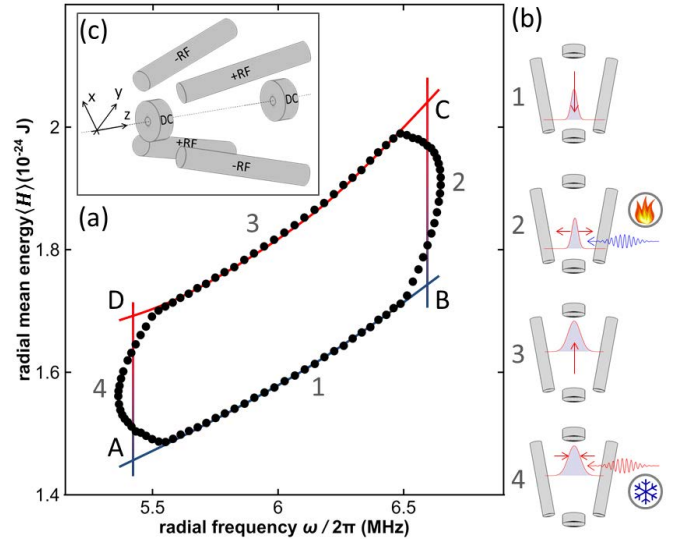 (c)
-RF
+RF
x
y
z
DC
DC
+RF
-RF
(a)
C
2
3
D
B
1
4
A
2
1.8
1.6
1.4
5.5
6
6.5
radial mean energy⟨H⟩(10⁻²⁴ J)
radial frequency ω / 2π (MHz)
(b)
1
2
3
4